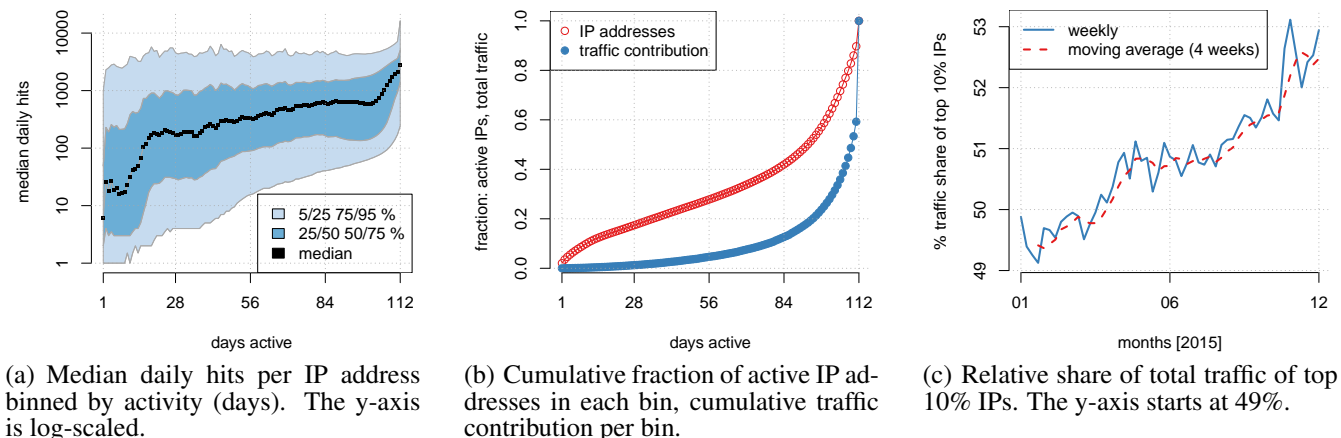 median daily hits
10000
1000
100
10
1
5/25 75/95 %
25/50 50/75 %
median
1 28 56 84 112
days active
(a) Median daily hits per IP address
binned by activity (days). The y-axis
is log-scaled.
fraction: active IPs, total traffic
1.0
0.8
0.6
0.4
0.2
0.0
IP addresses
traffic contribution
1 28 56 84 112
days active
(b) Cumulative fraction of active IP ad-
dresses in each bin, cumulative traffic
contribution per bin.
% traffic share of top 10% IPs
53
52
51
50
49
weekly
moving average (4 weeks)
01 06 12
months [2015]
(c) Relative share of total traffic of top
10% IPs. The y-axis starts at 49%.